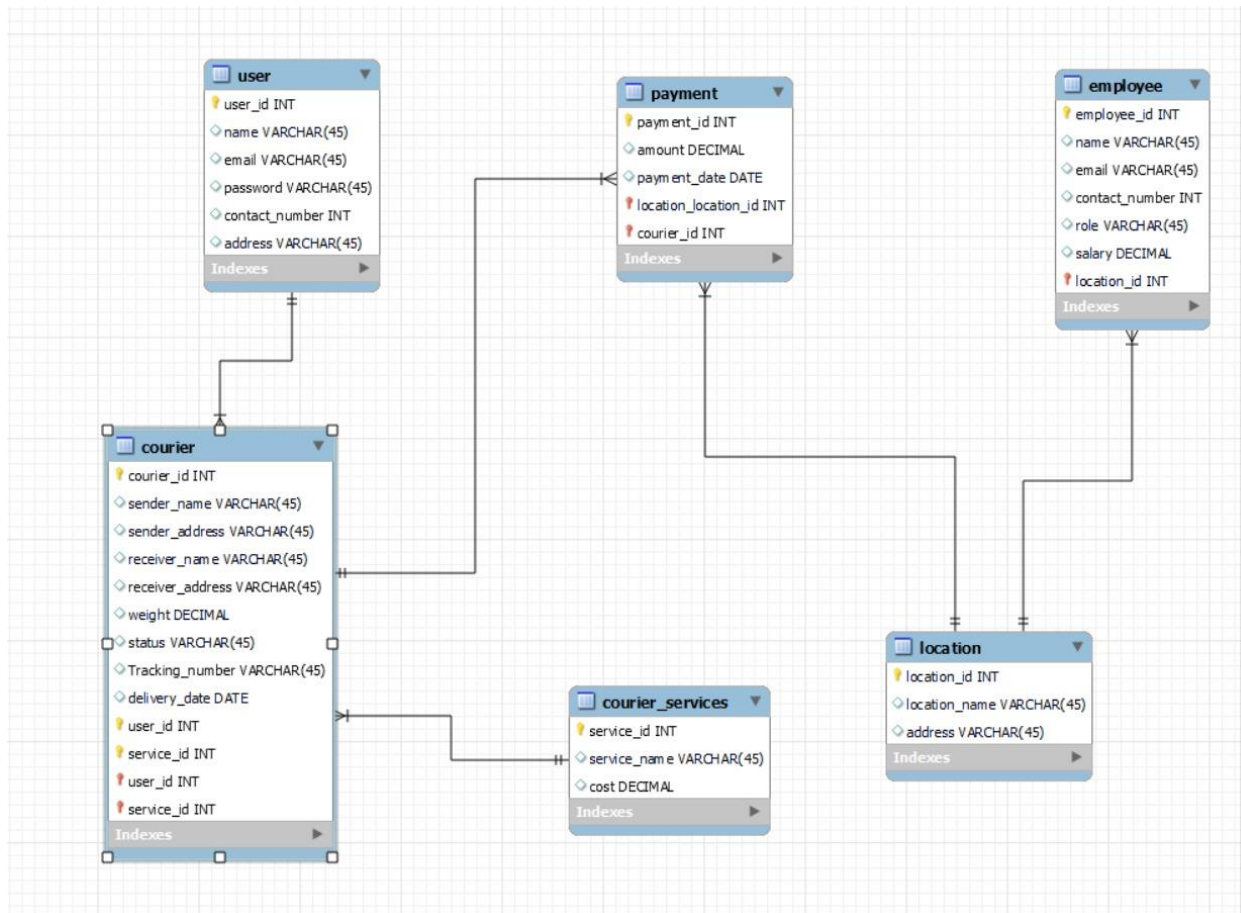 user
user_id INT
name VARCHAR(45)
email VARCHAR(45)
password VARCHAR(45)
contact_number INT
address VARCHAR(45)
Indexes
payment
payment_id INT
amount DECIMAL
payment_date DATE
location_location_id INT
courier_id INT
Indexes
employee
employee_id INT
name VARCHAR(45)
email VARCHAR(45)
contact_number INT
role VARCHAR(45)
salary DECIMAL
location_id INT
Indexes
courier
courier_id INT
sender_name VARCHAR(45)
sender_address VARCHAR(45)
receiver_name VARCHAR(45)
receiver_address VARCHAR(45)
weight DECIMAL
status VARCHAR(45)
Tracking_number VARCHAR(45)
delivery_date DATE
user_id INT
service_id INT
user_id INT
service_id INT
Indexes
courier_services
service_id INT
service_name VARCHAR(45)
cost DECIMAL
Indexes
location
location_id INT
location_name VARCHAR(45)
address VARCHAR(45)
Indexes